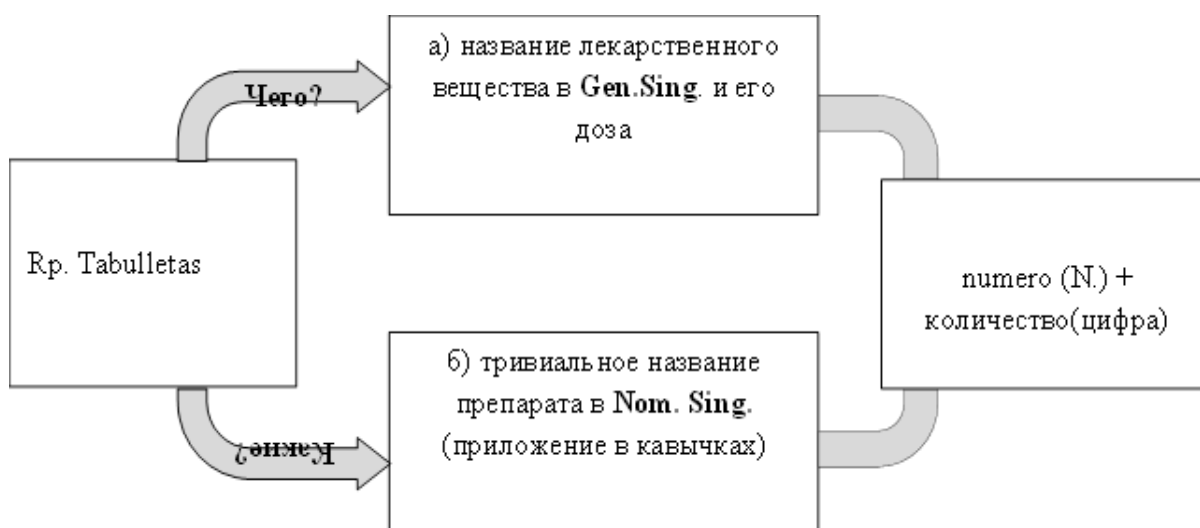 Rp. Tabulletas
Чего?
а) название лекарственного
вещества в Gen.Sing. и его
доза
Какие?
б) тривиальное название
препарата в Nom. Sing.
(приложение в кавычках)
numero (N.) +
количество(цифра)